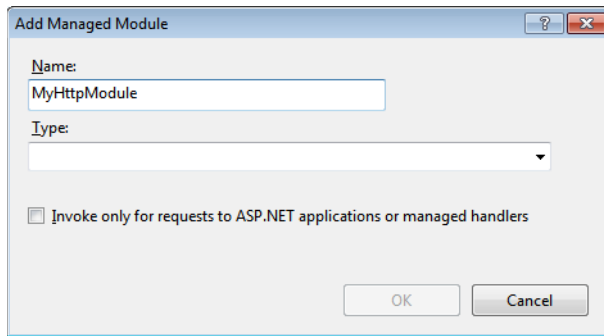 Add Managed Module
?
Name:
MyHttpModule
Type:
Invoke only for requests to ASP.NET applications or managed handlers
OK
Cancel